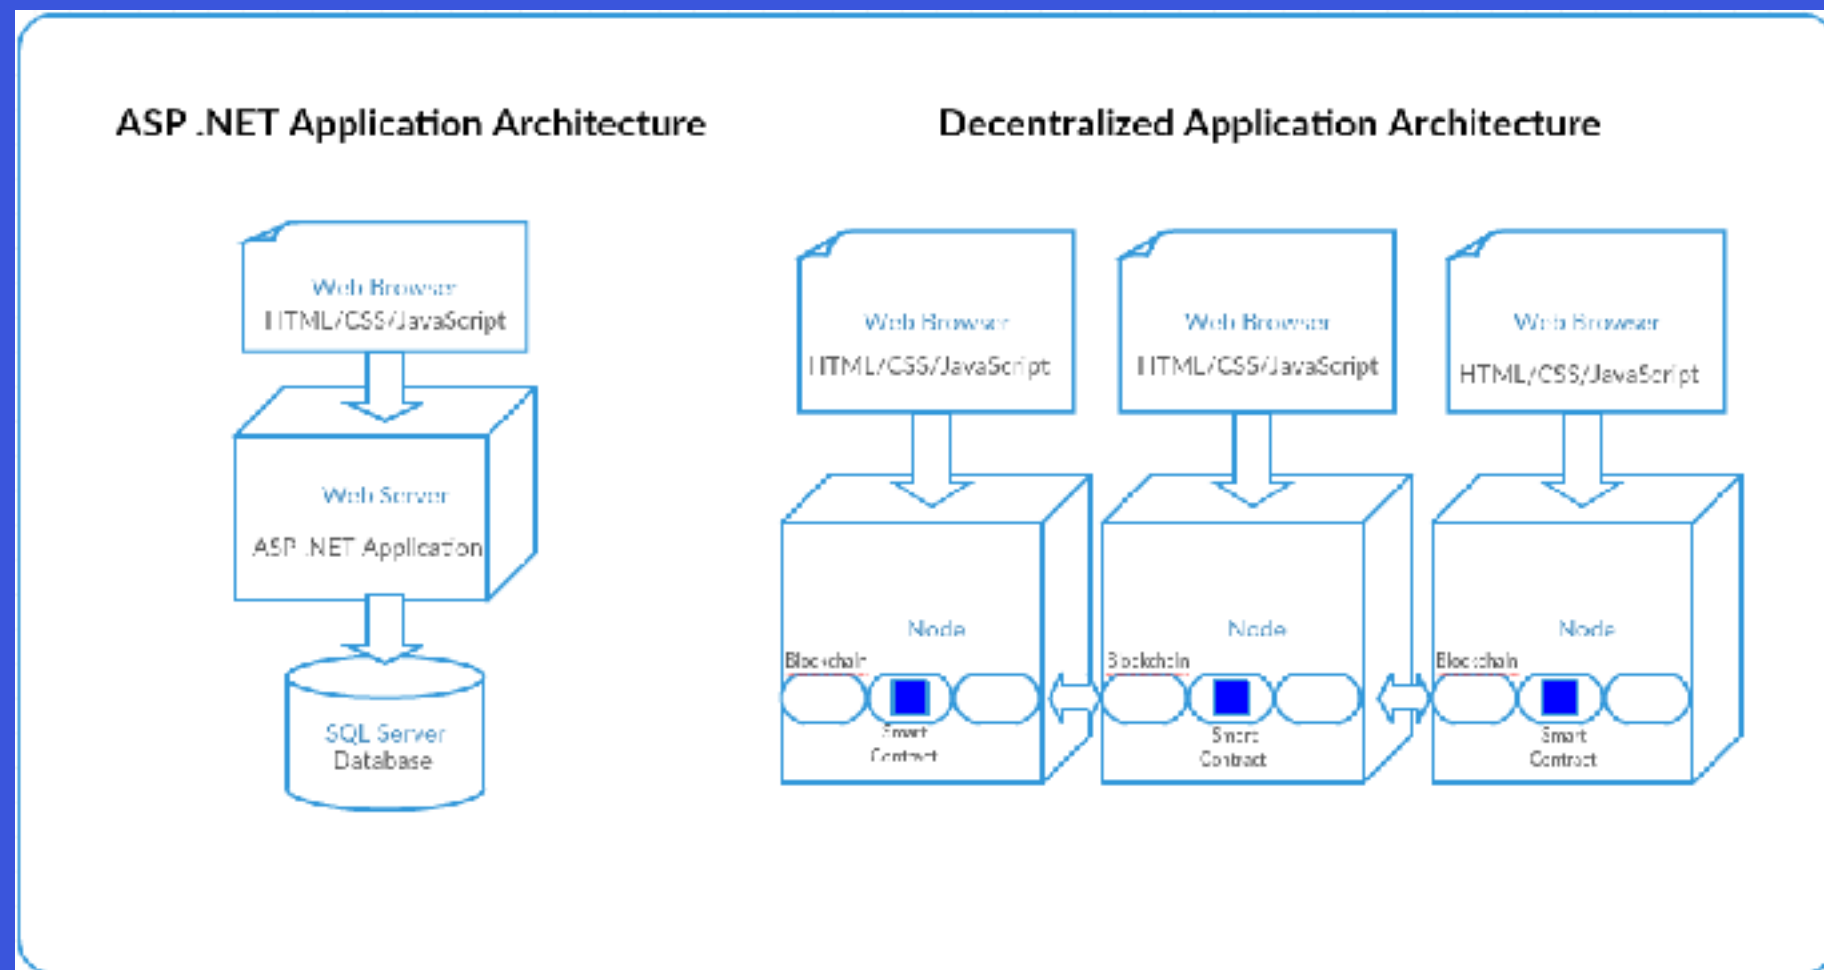 ASP .NET Application Architecture
Decentralized Application Architecture
Web Browser
HTML/CSS/JavaScript
Web Server
ASP .NET Application
SQL Server
Database
Web Browser
HTML/CSS/JavaScript
Node
Blockchain
Smart
Contract
Web Browser
HTML/CSS/JavaScript
Node
Blockchain
Smart
Contract
Web Browser
HTML/CSS/JavaScript
Node
Blockchain
Smart
Contract